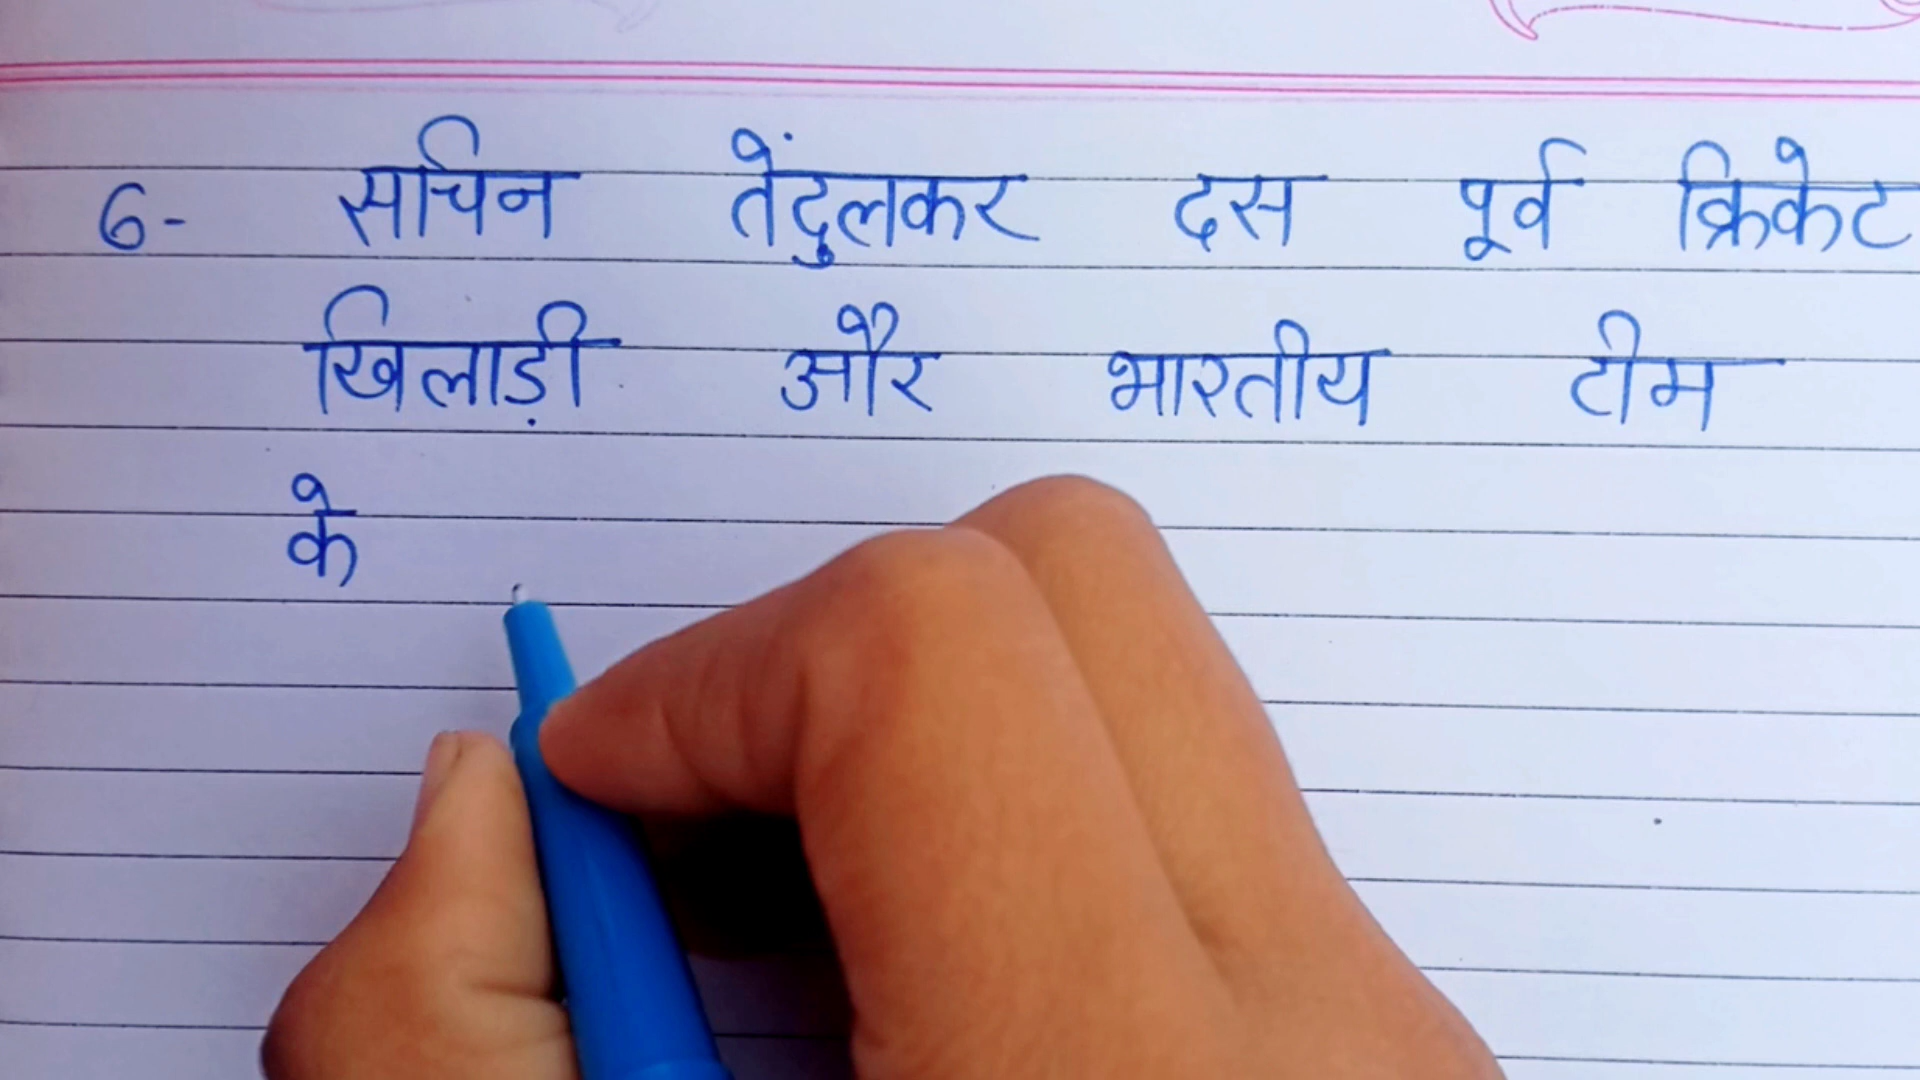 6- सचिन तेंदुलकर दस पूर्व क्रिकेट
खिलाड़ी और भारतीय टीम
के